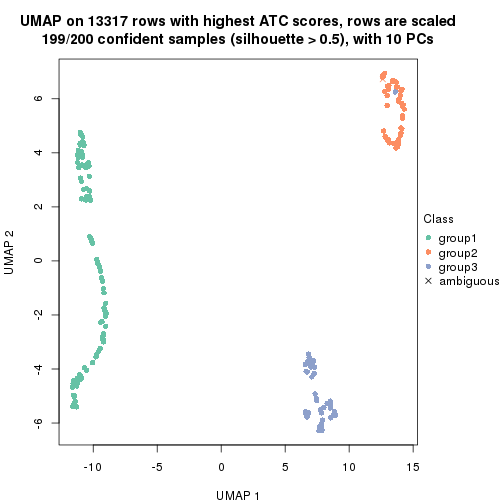 UMAP on 13317 rows with highest ATC scores, rows are scaled
199/200 confident samples (silhouette > 0.5), with 10 PCs
6
4
2
0
-2
-4
-6
UMAP 2
-10
-5
0
5
10
15
UMAP 1
Class
group1
group2
group3
ambiguous